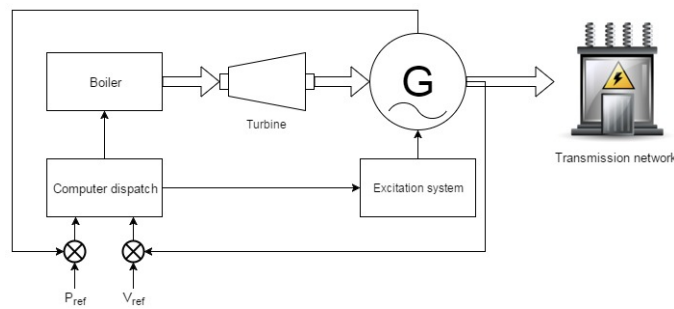 Boiler
G
Turbine
Transmission network
Computer dispatch
Excitation system
Pref
Vref